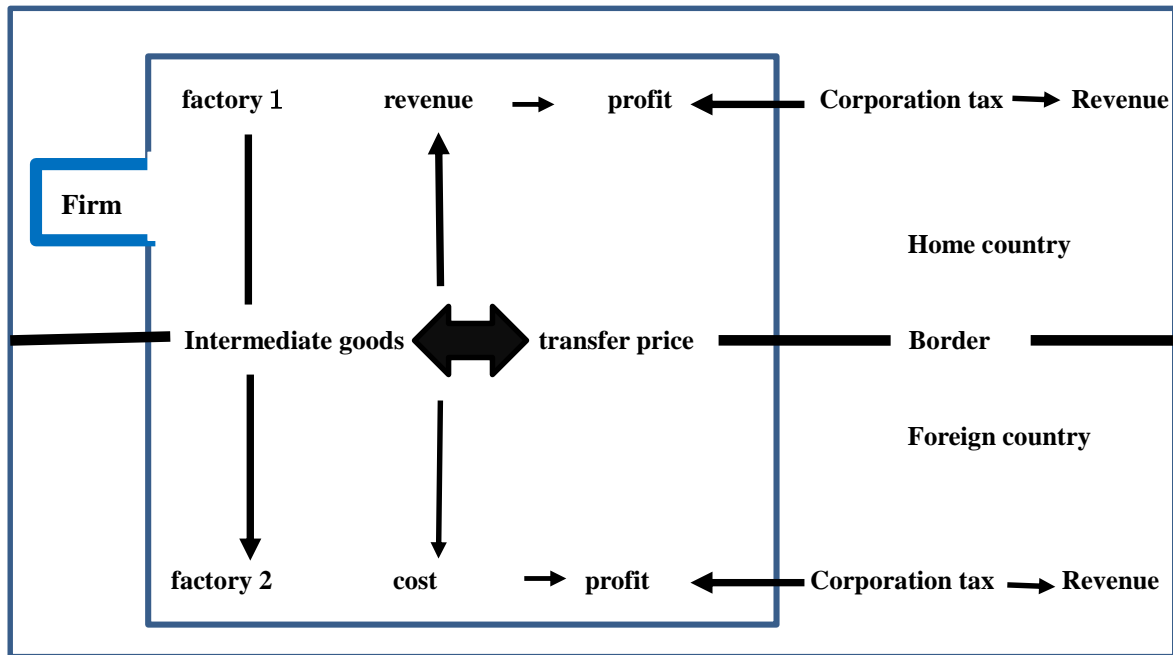 factory 1 revenue profit Corporation tax Revenue
Firm
Home country
Intermediate goods transfer price Border
Foreign country
factory 2 cost profit Corporation tax Revenue